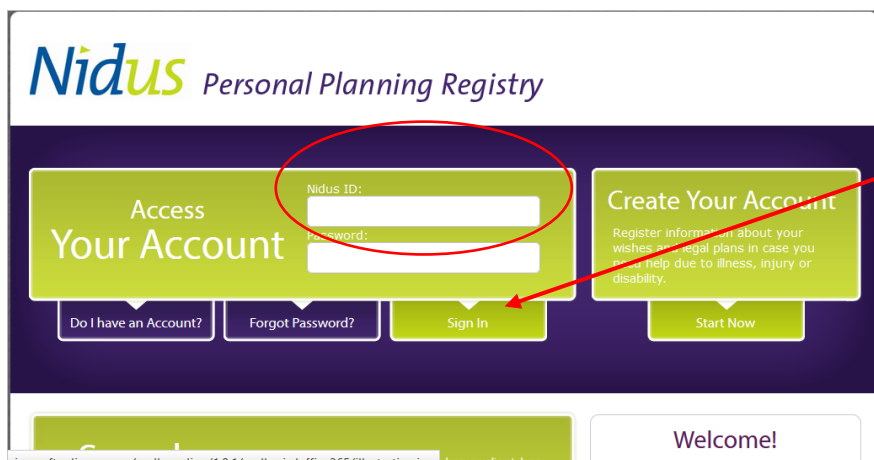 Nidus Personal Planning Registry
Access
Your Account
Nidus ID:
Password:
Do I have an Account?
Forgot Password?
Sign In
Create Your Account
Register information about your
wishes and legal plans in case you
need help due to illness, injury or
disability.
Start Now
Welcome!